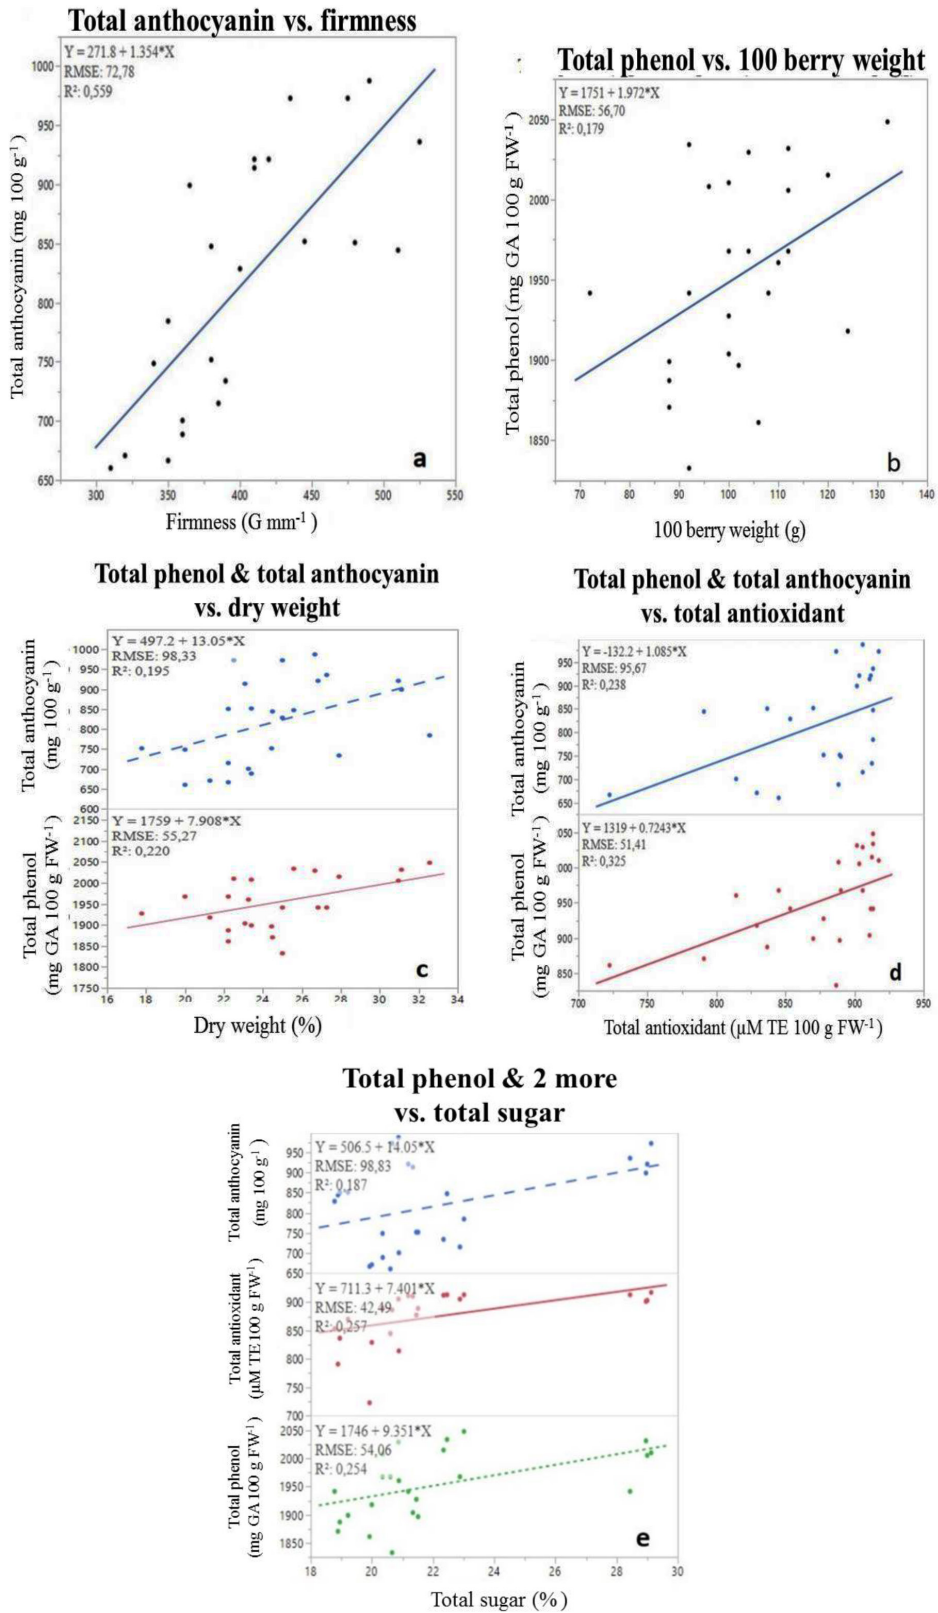 Total anthocyanin vs. firmness
Y = 271.8 + 1.354*X
RMSE: 72,78
R²: 0,559
Total anthocyanin (mg 100 g⁻¹ )
1000
950
900
850
800
750
700
650
300 350 400 450 500 550
a
Firmness (G mm⁻¹ )
Total phenol vs. 100 berry weight
Y = 1751 + 1.972*X
RMSE: 56,70
R²: 0,179
Total phenol (mg GA 100 g FW⁻¹ )
2050
2000
1950
1900
1850
70 80 90 100 110 120 130 140
b
100 berry weight (g)
Total phenol & total anthocyanin
vs. dry weight
Y = 497.2 + 13.05*X
RMSE: 98,33
R²: 0,195
Total anthocyanin
(mg 100 g⁻¹ )
1000
950
900
850
800
750
700
650
600
Y = 1759 + 7.908*X
RMSE: 55,27
R²: 0,220
Total phenol
(mg GA 100 g FW⁻¹)
2150
2100
2050
2000
1950
1900
1850
1800
1750
16 18 20 22 24 26 28 30 32 34
c
Dry weight (%)
Total phenol & total anthocyanin
vs. total antioxidant
Y = -132.2 + 1.085*X
RMSE: 95,67
R²: 0,238
Total anthocyanin
(mg 100 g⁻¹ )
950
900
850
800
750
700
650
Y = 1319 + 0.7243*X
RMSE: 51,41
R²: 0,325
Total phenol
(mg GA 100 g FW⁻¹)
050
000
950
900
850
700 750 800 850 900 950
d
Total antioxidant (µM TE 100 g FW⁻¹ )
Total phenol & 2 more
vs. total sugar
Y = 506.5 + 14.05*X
RMSE: 98,83
R²: 0,187
Total anthocyanin
(mg 100 g⁻¹ )
950
900
850
800
750
700
650
Y = 711.3 + 7.401*X
RMSE: 42,49
R²: 0,257
Total antioxidant
(µM TE100 g FW⁻¹ )
900
850
800
750
700
Y = 1746 + 9.351*X
RMSE: 54,06
R²: 0,254
Total phenol
(mg GA100 g FW⁻¹)
2050
2000
1950
1900
1850
18 20 22 24 26 28 30
e
Total sugar (%)